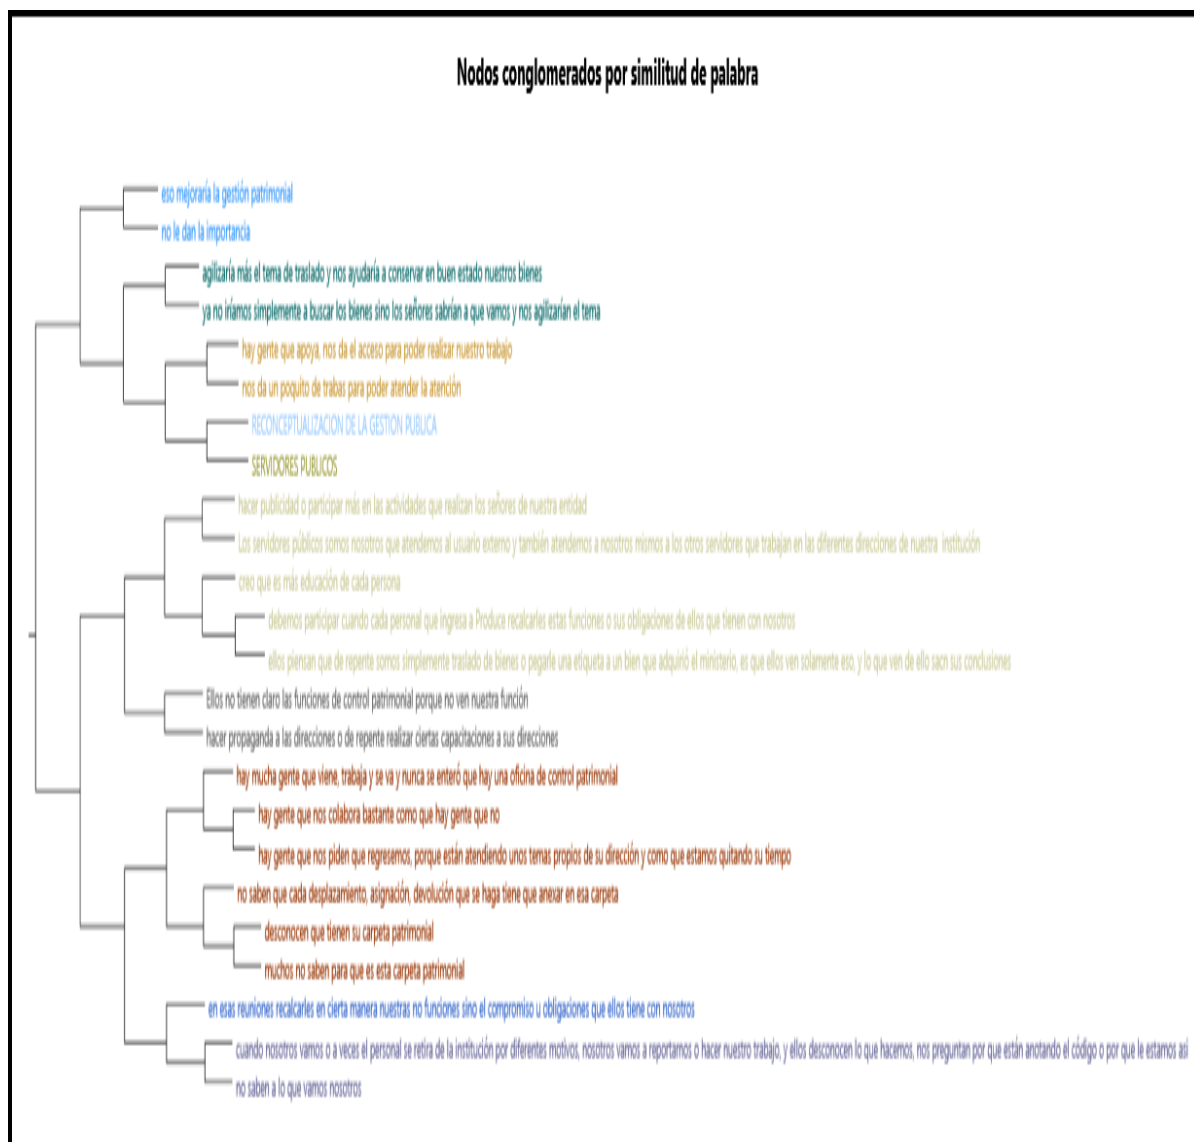 Nodos conglomerados por similitud de palabra
eso mejoraría la gestión patrimonial
no le dan la importancia
agilizaría más el tema de traslado y nos ayudaría a conservar en buen estado nuestros bienes
ya no iríamos simplemente a buscar los bienes sino los señores sabrían a que vamos y nos agilizarían el tema
hay gente que apoya, nos da el acceso para poder realizar nuestro trabajo
nos da un poquito de trabas para poder atender la atención
RECONCEPTUALIZACION DE LA GESTION PUBLICA
SERVIDORES PUBLICOS
hacer publicidad o participar más en las actividades que realizan los señores de nuestra entidad
Los servidores públicos somos nosotros que atendemos al usuario externo y también atendemos a nosotros mismos a los otros servidores que trabajan en las diferentes direcciones de nuestra institución
creo que es más educación de cada persona
debemos participar cuando cada personal que ingresa a Produce recalcarles estas funciones o sus obligaciones de ellos que tienen con nosotros
ellos piensan que de repente somos simplemente traslado de bienes o pegarle una etiqueta a un bien que adquirió el ministerio, es que ellos ven solamente eso, y lo que ven de ello sacn sus conclusiones
Ellos no tienen claro las funciones de control patrimonial porque no ven nuestra función
hacer propaganda a las direcciones o de repente realizar ciertas capacitaciones a sus direcciones
hay mucha gente que viene, trabaja y se va y nunca se enteró que hay una oficina de control patrimonial
hay gente que nos colabora bastante como que hay gente que no
hay gente que nos piden que regresemos, porque están atendiendo unos temas propios de su dirección y como que estamos quitando su tiempo
no saben que cada desplazamiento, asignación, devolución que se haga tiene que anexar en esa carpeta
desconocen que tienen su carpeta patrimonial
muchos no saben para que es esta carpeta patrimonial
en esas reuniones recalcarles en cierta manera nuestras no funciones sino el compromiso u obligaciones que ellos tiene con nosotros
cuando nosotros vamos o a veces el personal se retira de la institución por diferentes motivos, nosotros vamos a reportarnos o hacer nuestro trabajo, y ellos desconocen lo que hacemos, nos preguntan por que están anotando el código o por que le estamos asi
no saben a lo que vamos nosotros